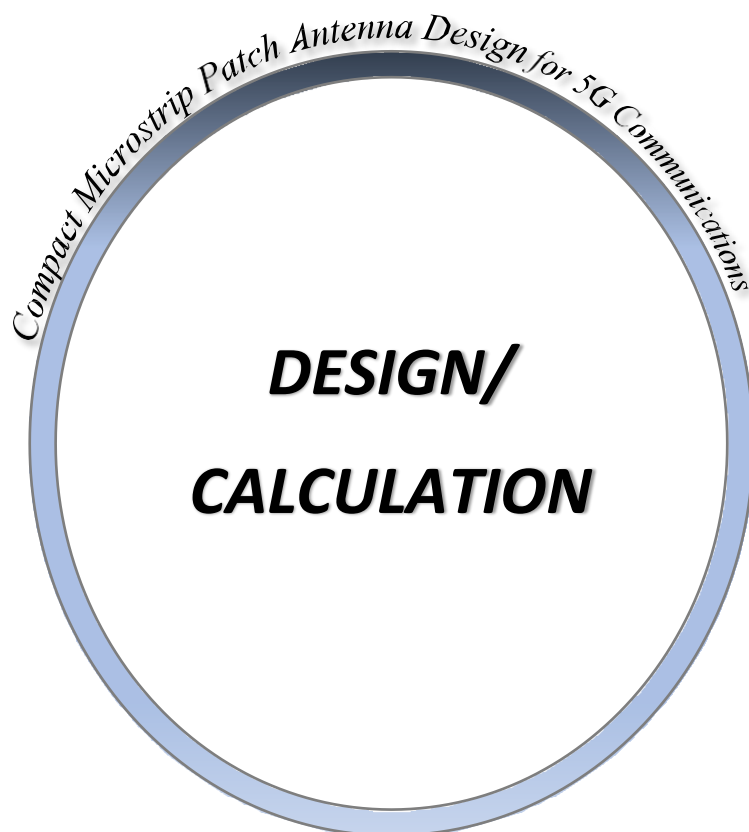 Compact Microstrip Patch Antenna Design for 5G Communications
DESIGN/
CALCULATION